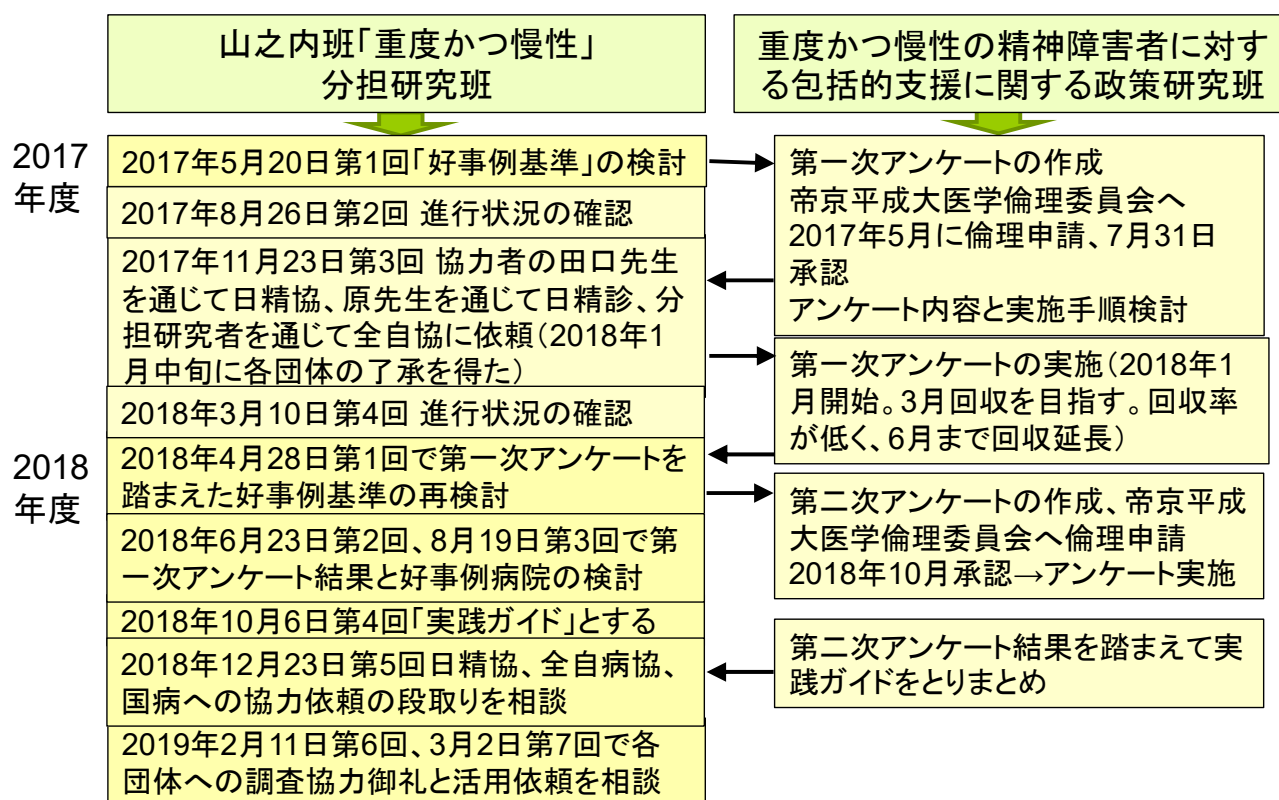 山之内班「重度かつ慢性」
分担研究班
重度かつ慢性の精神障害者に対す
る包括的支援に関する政策研究班
2017
年度
2017年5月20日第1回「好事例基準」の検討
2017年8月26日第2回 進行状況の確認
2017年11月23日第3回 協力者の田口先生
を通じて日精協、原先生を通じて日精診、分
担研究者を通じて全自協に依頼（2018年1
月中旬に各団体の了承を得た）
2018年3月10日第4回 進行状況の確認
2018
年度
2018年4月28日第1回で第一次アンケートを
踏まえた好事例基準の再検討
2018年6月23日第2回、8月19日第3回で第
一次アンケート結果と好事例病院の検討
2018年10月6日第4回「実践ガイド」とする
2018年12月23日第5回日精協、全自病協、
国病への協力依頼の段取りを相談
2019年2月11日第6回、3月2日第7回で各
団体への調査協力御礼と活用依頼を相談
第一次アンケートの作成
帝京平成大医学倫理委員会へ
2017年5月に倫理申請、7月31日
承認
アンケート内容と実施手順検討
第一次アンケートの実施（2018年1
月開始。3月回収を目指す。回収率
が低く、6月まで回収延長）
第二次アンケートの作成、帝京平成
大医学倫理委員会へ倫理申請
2018年10月承認→アンケート実施
第二次アンケート結果を踏まえて実
践ガイドをとりまとめ